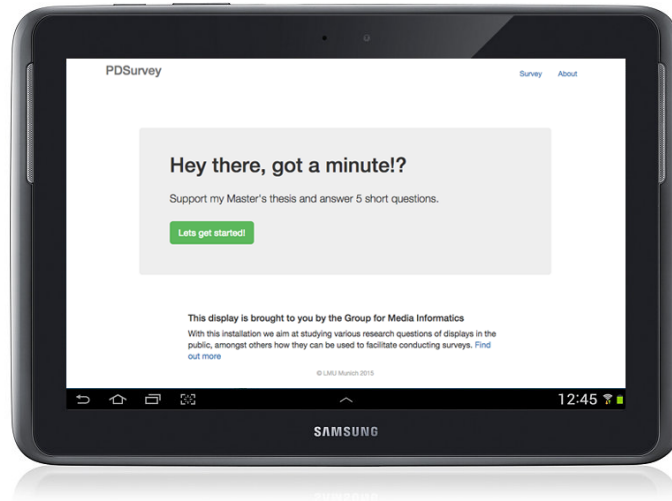 PDSurvey
Survey About
Hey there, got a minute!?
Support my Master's thesis and answer 5 short questions.
Lets get started!
This display is brought to you by the Group for Media Informatics
With this installation we aim at studying various research questions of displays in the
public, amongst others how they can be used to facilitate conducting surveys. Find
out more
© LMU Munich 2015
12:45
SAMSUNG